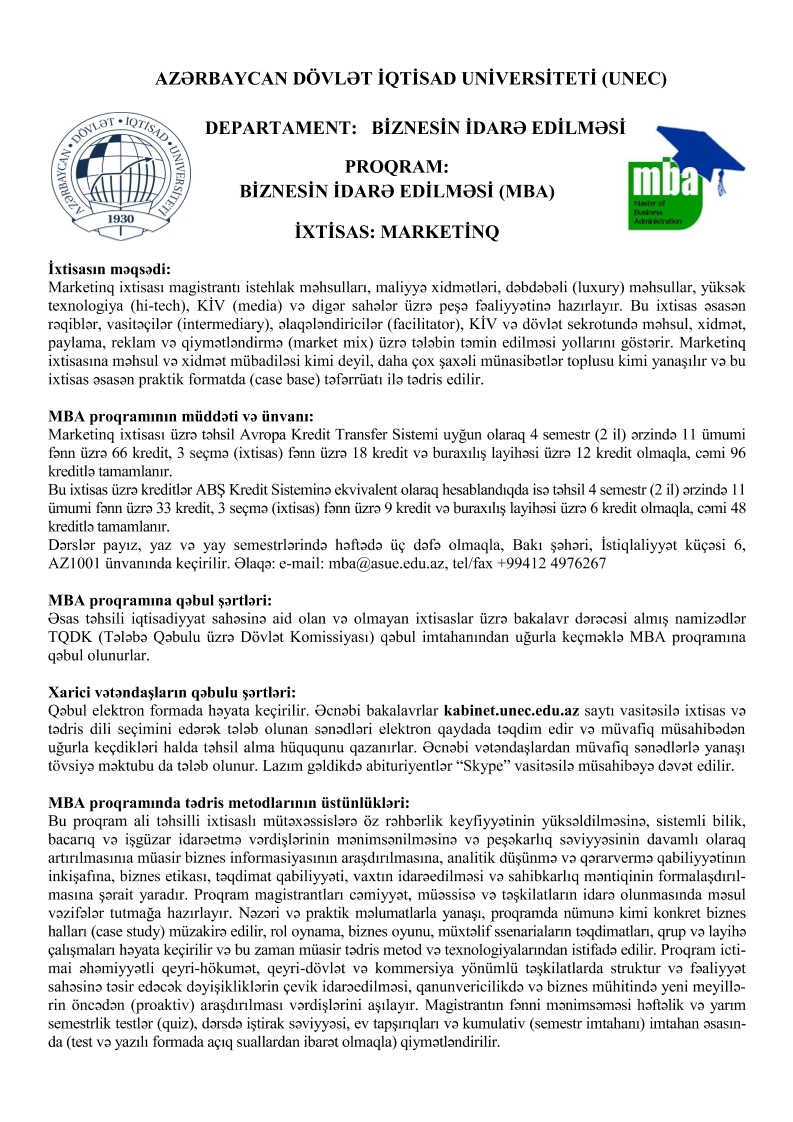 AZƏRBAYCAN DÖVLƏT İQTİSAD UNİVERSİTETİ (UNEC)
AZƏRBAYCAN • DÖVLƏT • İQTİSAD • UNİVERSİTETİ
1930
DEPARTAMENT: BİZNESİN İDARƏ EDİLMƏSİ
PROQRAM:
BİZNESİN İDARƏ EDİLMƏSİ (MBA)
İXTİSAS: MARKETİNQ
mba
Master of
Business
Administration
İxtisasın məqsədi:
Marketinq ixtisası magistrantı istehlak məhsulları, maliyyə xidmətləri, dəbdəbəli (luxury) məhsullar, yüksək
texnologiya (hi-tech), KİV (media) və digər sahələr üzrə peşə fəaliyyətinə hazırlayır. Bu ixtisas əsasən
rəqiblər, vasitəçilər (intermediary), əlaqələndiricilər (facilitator), KİV və dövlət sekrotundə məhsul, xidmət,
paylama, reklam və qiymətləndirmə (market mix) üzrə tələbin təmin edilməsi yollarını göstərir. Marketinq
ixtisasına məhsul və xidmət mübadiləsi kimi deyil, daha çox şaxəli münasibətlər toplusu kimi yanaşılır və bu
ixtisas əsasən praktik formatda (case base) təfərrüatı ilə tədris edilir.
MBA proqramının müddəti və ünvanı:
Marketinq ixtisası üzrə təhsil Avropa Kredit Transfer Sistemi uyğun olaraq 4 semestr (2 il) ərzində 11 ümumi
fənn üzrə 66 kredit, 3 seçmə (ixtisas) fənn üzrə 18 kredit və buraxılış layihəsi üzrə 12 kredit olmaqla, cəmi 96
kreditlə tamamlanır.
Bu ixtisas üzrə kreditlər ABŞ Kredit Sisteminə ekvivalent olaraq hesablandıqda isə təhsil 4 semestr (2 il) ərzində 11
ümumi fənn üzrə 33 kredit, 3 seçmə (ixtisas) fənn üzrə 9 kredit və buraxılış layihəsi üzrə 6 kredit olmaqla, cəmi 48
kreditlə tamamlanır.
Dərslər payız, yaz və yay semestrlərində həftədə üç dəfə olmaqla, Bakı şəhəri, İstiqlaliyyət küçəsi 6,
AZ1001 ünvanında keçirilir. Əlaqə: e-mail: mba@asue.edu.az, tel/fax +99412 4976267
MBA proqramına qəbul şərtləri:
Əsas təhsili iqtisadiyyat sahəsinə aid olan və olmayan ixtisaslar üzrə bakalavr dərəcəsi almış namizədlər
TQDK (Tələbə Qəbulu üzrə Dövlət Komissiyası) qəbul imtahanından uğurla keçməklə MBA proqramına
qəbul olunurlar.
Xarici vətəndaşların qəbulu şərtləri:
Qəbul elektron formada həyata keçirilir. Əcnəbi bakalavrlar kabinet.unec.edu.az saytı vasitəsilə ixtisas və
tədris dili seçimini edərək tələb olunan sənədləri elektron qaydada təqdim edir və müvafiq müsahibədən
uğurla keçdikləri halda təhsil alma hüququnu qazanırlar. Əcnəbi vətəndaşlardan müvafiq sənədlərlə yanaşı
tövsiyə məktubu da tələb olunur. Lazım gəldikdə abituriyentlər “Skype” vasitəsilə müsahibəyə dəvət edilir.
MBA proqramında tədris metodlarının üstünlükləri:
Bu proqram ali təhsilli ixtisaslı mütəxəssislərə öz rəhbərlik keyfiyyətinin yüksəldilməsinə, sistemli bilik,
bacarıq və işgüzar idarəetmə vərdişlərinin mənimsənilməsinə və peşəkarlıq səviyyəsinin davamlı olaraq
artırılmasınıa müasir biznes informasiyasının araşdırılmasına, analitik düşünmə və qərarvermə qabiliyyətinın
inkişafına, biznes etikası, təqdimat qabiliyyəti, vaxtın idarəedilməsi və sahibkarlıq məntiqinin formalaşdırıl-
masına şərait yaradır. Proqram magistrantları cəmiyyət, müəssisə və təşkilatların idarə olunmasında məsul
vəzifələr tutmağa hazırlayır. Nəzəri və praktik məlumatlarla yanaşı, proqramda nümunə kimi konkret biznes
halları (case study) müzakirə edilir, rol oynama, biznes oyunu, müxtəlif ssenarialarын təqdimatları, qrup və layihə
çalışmaları həyata keçirilir və bu zaman müasir tədris metod və texnologiyalarından istifadə edilir. Proqram icti-
mai əhəmiyyətli qeyri-hökumət, qeyri-dövlət və kommersiya yönümlü təşkilatlarda struktur və fəaliyyət
sahəsinə təsir edəcək dəyişikliklərin çevik idarəedilməsi, qanunvericilikdə və biznes mühitində yeni meyillə-
rin öncədən (proaktiv) araşdırılması vərdişlərini aşılayır. Magistrantın fənni mənimsəməsi həftəlik və yarım
semestrlik testlər (quiz), dərsdə iştirak səviyyəsi, ev tapşırıqları və kumulativ (semestr imtahanı) imtahan əsasın-
da (test və yazılı formada açıq suallardan ibarət olmaqla) qiymətləndirilir.